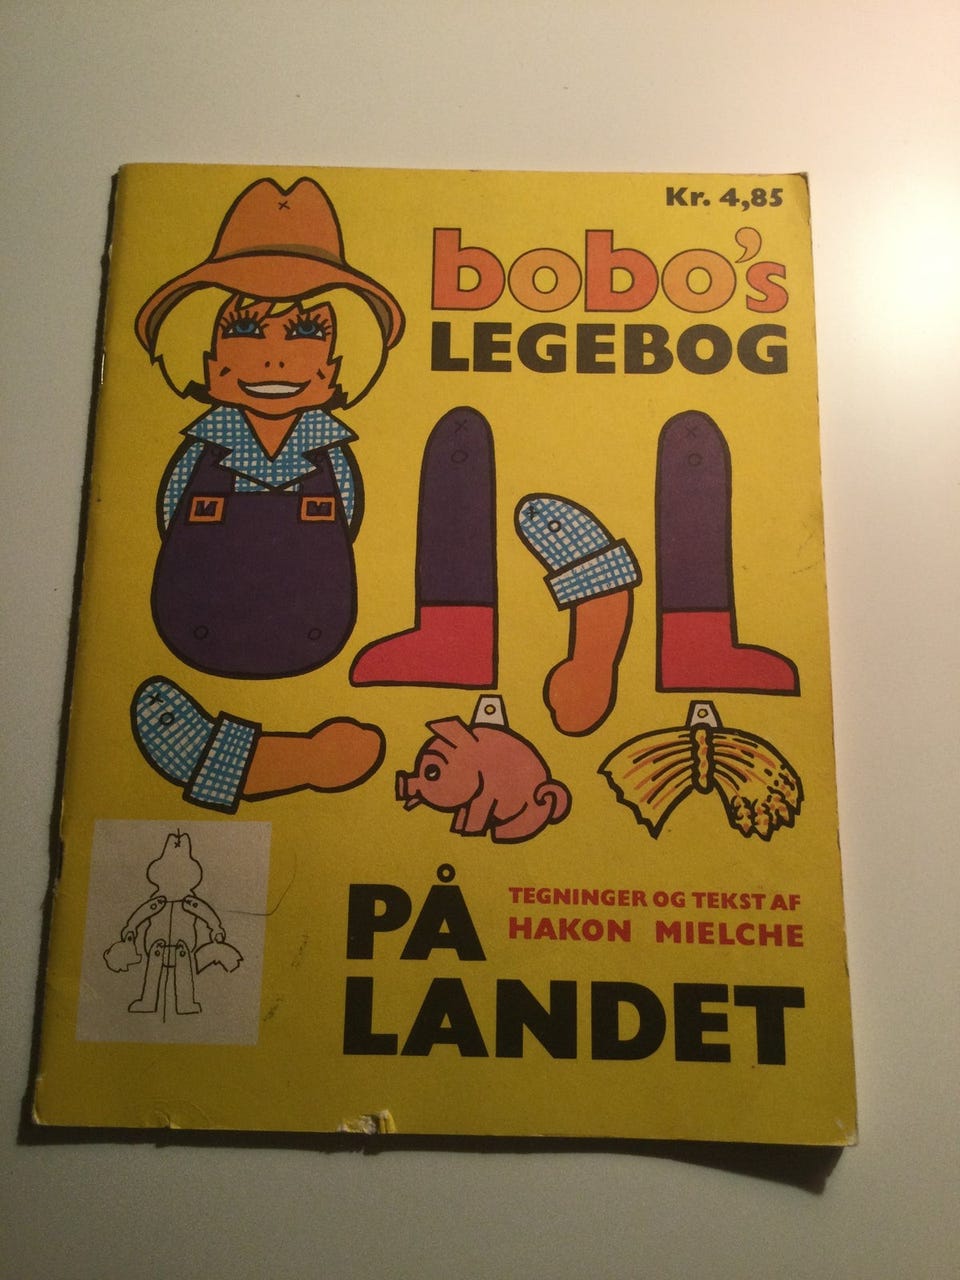 Kr. 4,85
bobo's
LEGEBOG
PÅ
TEGNINGER OG TEKST AF
HAKON MIELCHE
LANDET